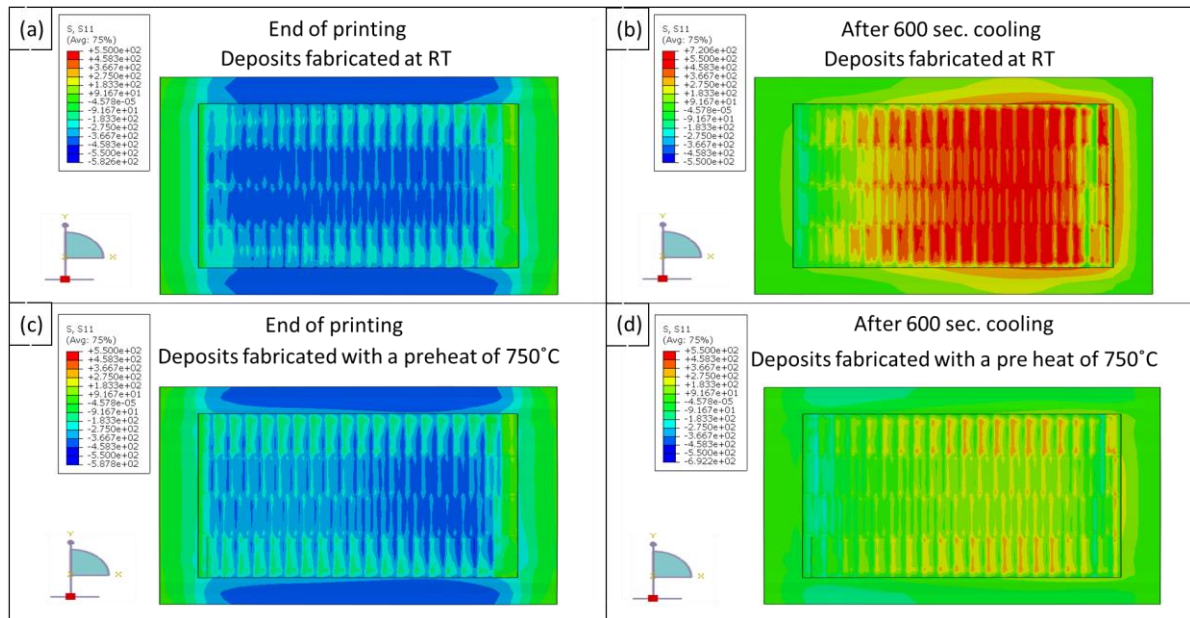 (a)
End of printing
Deposits fabricated at RT
S, S11
(Avg: 75%)
+5.500e+02
+4.583e+02
+3.667e+02
+2.750e+02
+1.833e+02
+9.167e+01
-4.578e-05
-9.167e+01
-1.833e+02
-2.750e+02
-3.667e+02
-4.583e+02
-5.500e+02
-5.826e+02
Y
X
(b)
After 600 sec. cooling
Deposits fabricated at RT
S, S11
(Avg: 75%)
+7.206e+02
+5.500e+02
+4.583e+02
+3.667e+02
+2.750e+02
+1.833e+02
+9.167e+01
-4.578e-05
-9.167e+01
-1.833e+02
-2.750e+02
-3.667e+02
-4.583e+02
-5.500e+02
Y
X
(c)
End of printing
Deposits fabricated with a preheat of 750˚C
S, S11
(Avg: 75%)
+5.500e+02
+4.583e+02
+3.667e+02
+2.750e+02
+1.833e+02
+9.167e+01
-4.578e-05
-9.167e+01
-1.833e+02
-2.750e+02
-3.667e+02
-4.583e+02
-5.500e+02
-5.878e+02
Y
X
(d)
After 600 sec. cooling
Deposits fabricated with a pre heat of 750˚C
S, S11
(Avg: 75%)
+5.500e+02
+4.583e+02
+3.667e+02
+2.750e+02
+1.833e+02
+9.167e+01
-4.578e-05
-9.167e+01
-1.833e+02
-2.750e+02
-3.667e+02
-4.583e+02
-5.500e+02
-6.922e+02
Y
X